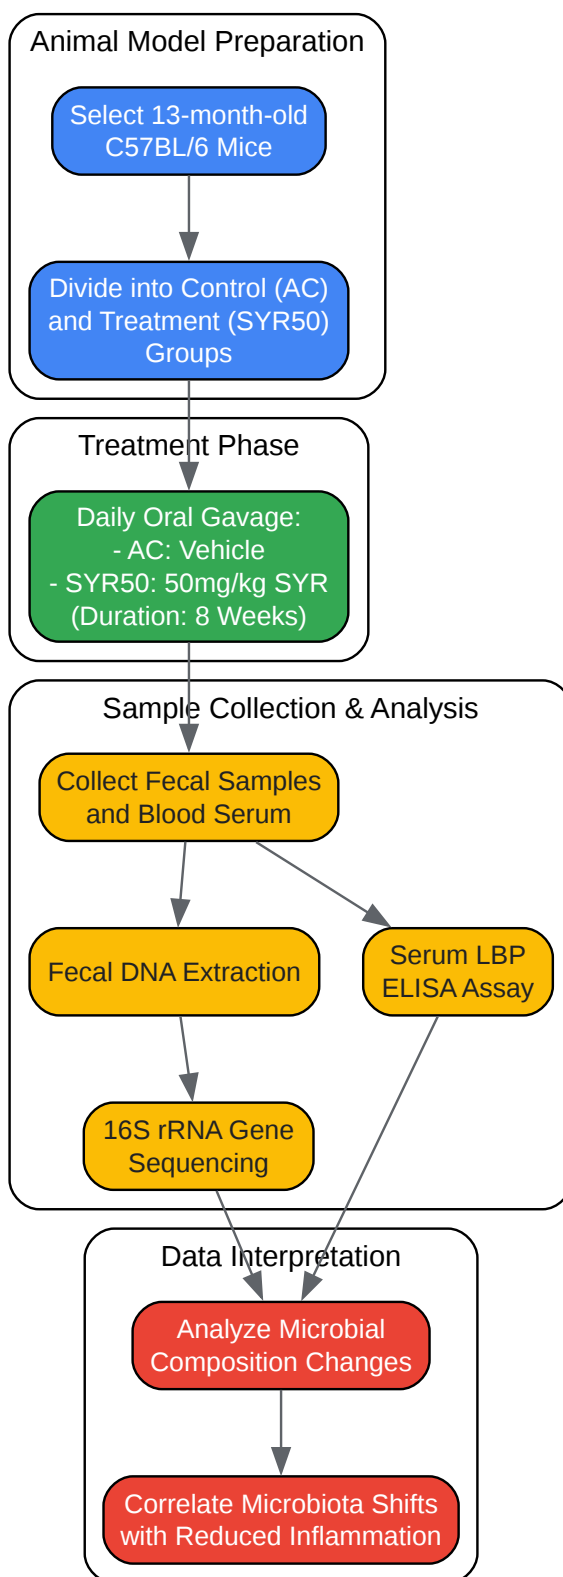 Animal Model Preparation
Select 13-month-old
C57BL/6 Mice
Divide into Control (AC)
and Treatment (SYR50)
Groups
Treatment Phase
Daily Oral Gavage:
- AC: Vehicle
- SYR50: 50mg/kg SYR
(Duration: 8 Weeks)
Sample Collection & Analysis
Collect Fecal Samples
and Blood Serum
Fecal DNA Extraction
Serum LBP
ELISA Assay
16S rRNA Gene
Sequencing
Data Interpretation
Analyze Microbial
Composition Changes
Correlate Microbiota Shifts
with Reduced Inflammation